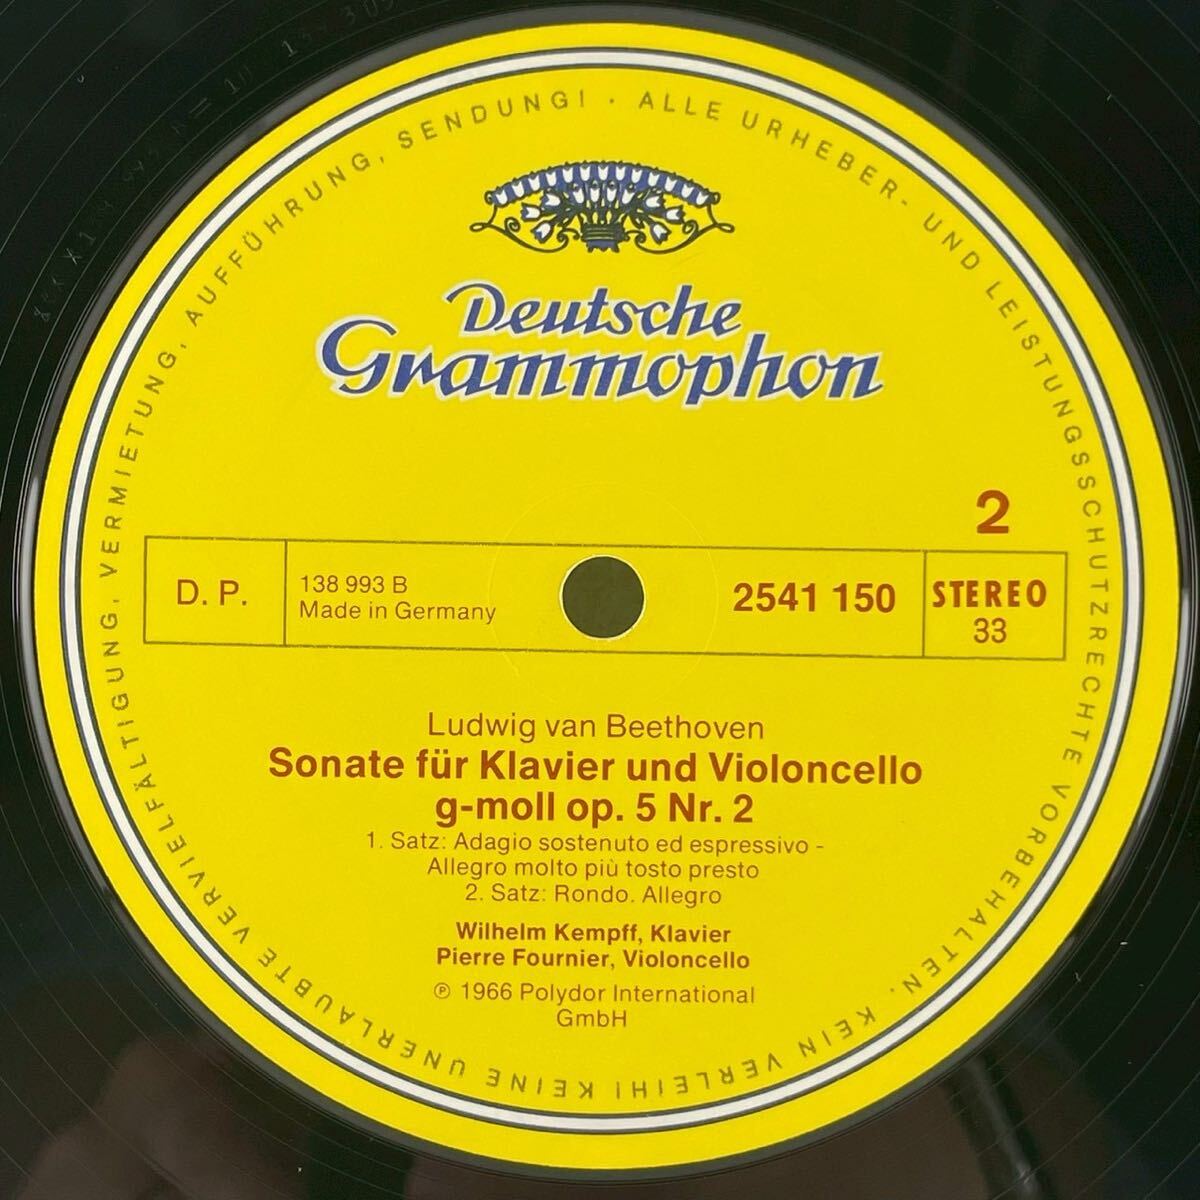 ALLE URHEBER- UND LEISTUNGSSCHUTZRECHTE VORBEHALTEN. KEIN VERLEIH! KEINE UNERLAUBTE VERVIELFÄLTIGUNG, VERMIETUNG, AUFFÜHRUNG, SENDUNG! ·
Deutsche
Grammophon
2
D. P.
138 993 B
Made in Germany
2541 150
STEREO
33
Ludwig van Beethoven
Sonate für Klavier und Violoncello
g-moll op. 5 Nr. 2
1. Satz: Adagio sostenuto ed espressivo -
Allegro molto più tosto presto
2. Satz: Rondo. Allegro
Wilhelm Kempff, Klavier
Pierre Fournier, Violoncello
℗ 1966 Polydor International
GmbH